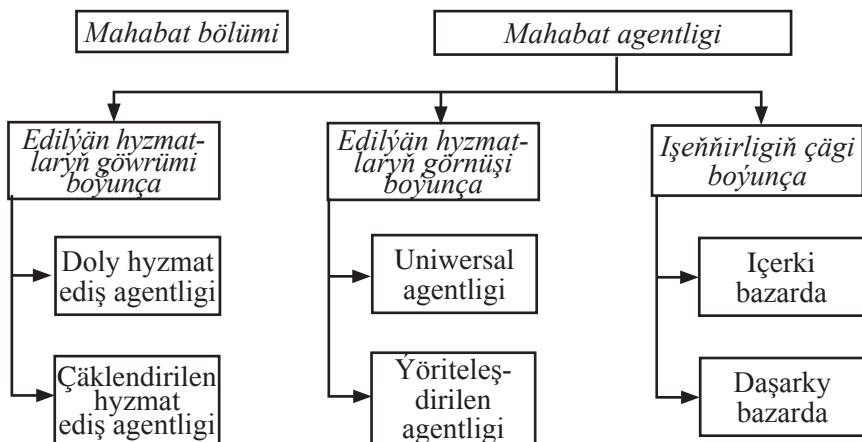 Mahabat bölümi
Mahabat agentligi
Edilýän hyzmat-
laryň göwrümi
boýunça
Edilýän hyzmat-
laryň görnüşi
boýunça
Işeňňirligiň çägi
boýunça
Doly hyzmat
ediş agentligi
Uniwersal
agentligi
Içerki
bazarda
Çäklendirilen
hyzmat
ediş agentligi
Ýöriteleş-
dirilen
agentligi
Daşarky
bazarda